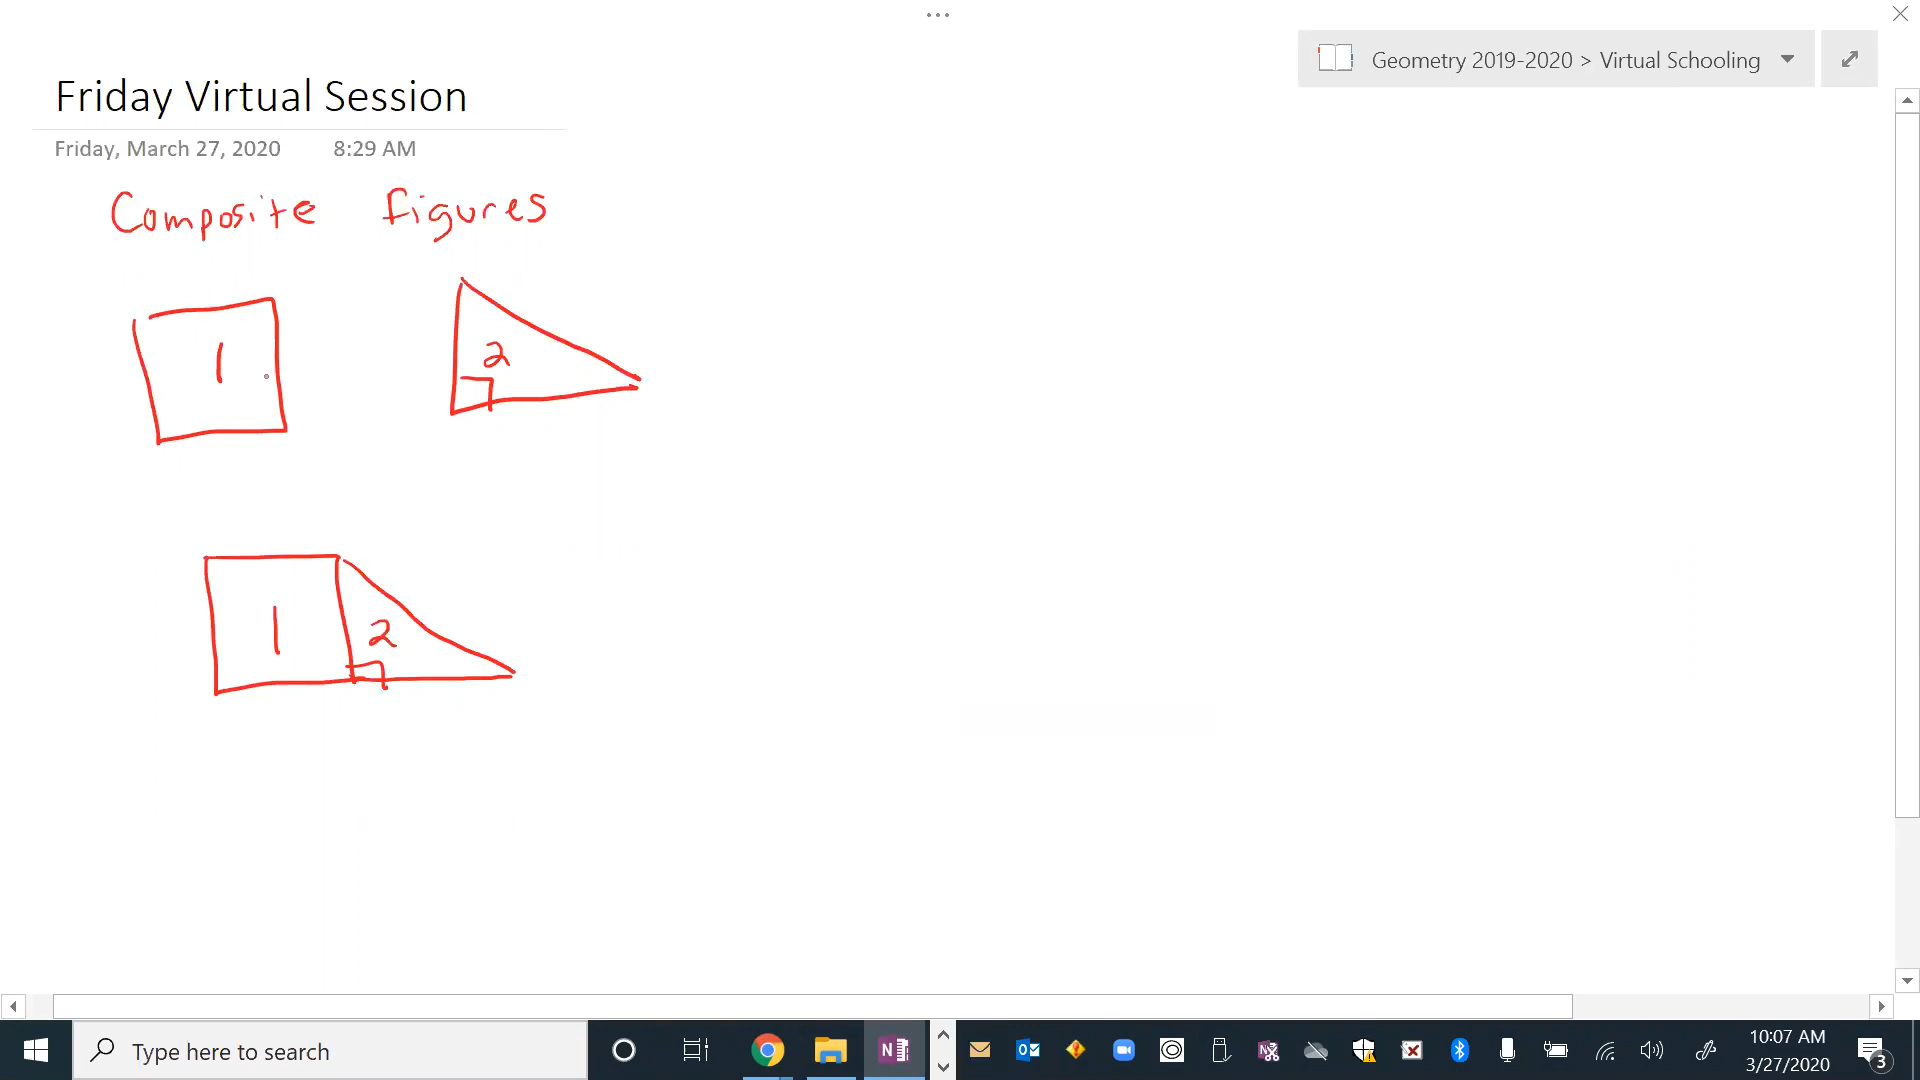 Geometry 2019-2020 > Virtual Schooling
Friday Virtual Session
Friday, March 27, 2020 8:29 AM
Composite figures
1
2
1
2
Type here to search
N
10:07 AM
3/27/2020
3